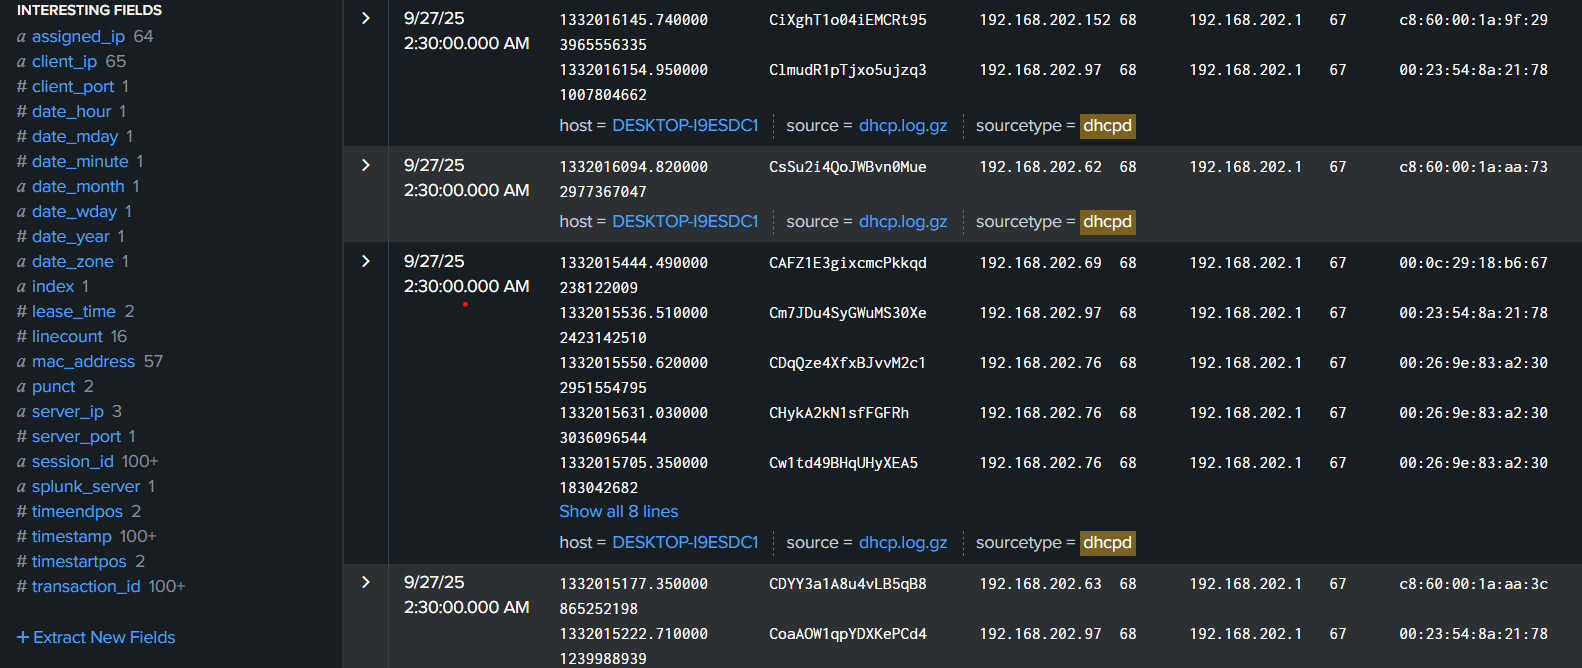 INTERESTING FIELDS
a assigned_ip 64
a client_ip 65
# client_port 1
# date_hour 1
# date_mday 1
# date_minute 1
a date_month 1
a date_wday 1
# date_year 1
a date_zone 1
a index 1
# lease_time 2
# linecount 16
a mac_address 57
a punct 2
a server_ip 3
# server_port 1
a session_id 100+
a splunk_server 1
# timeendpos 2
# timestamp 100+
# timestartpos 2
a transaction_id 100+
+ Extract New Fields
> 9/27/25 1332016145.740000 CiXghT1o04iEMCRt95 192.168.202.152 68 192.168.202.1 67 c8:60:00:1a:9f:29
2:30:00.000 AM 3965556335
1332016154.950000 ClmudR1pTjxo5ujzq3 192.168.202.97 68 192.168.202.1 67 00:23:54:8a:21:78
1007804662
host = DESKTOP-I9ESDC1 source = dhcp.log.gz sourcetype = dhcpd
> 9/27/25 1332016094.820000 CsSu2i4QoJWBvn0Mue 192.168.202.62 68 192.168.202.1 67 c8:60:00:1a:aa:73
2:30:00.000 AM 2977367047
host = DESKTOP-I9ESDC1 source = dhcp.log.gz sourcetype = dhcpd
> 9/27/25 1332015444.490000 CAFZ1E3gixcmcPkkqd 192.168.202.69 68 192.168.202.1 67 00:0c:29:18:b6:67
2:30:00.000 AM 238122009
1332015536.510000 Cm7JDu4SyGWuMS30Xe 192.168.202.97 68 192.168.202.1 67 00:23:54:8a:21:78
2423142510
1332015550.620000 CDqQze4XfxBJvvM2c1 192.168.202.76 68 192.168.202.1 67 00:26:9e:83:a2:30
2951554795
1332015631.030000 CHykA2kN1sfFGFRh 192.168.202.76 68 192.168.202.1 67 00:26:9e:83:a2:30
3036096544
1332015705.350000 Cw1td49BHqUHyXEA5 192.168.202.76 68 192.168.202.1 67 00:26:9e:83:a2:30
183042682
Show all 8 lines
host = DESKTOP-I9ESDC1 source = dhcp.log.gz sourcetype = dhcpd
> 9/27/25 1332015177.350000 CDYY3a1A8u4vLB5qB8 192.168.202.63 68 192.168.202.1 67 c8:60:00:1a:aa:3c
2:30:00.000 AM 865252198
1332015222.710000 CoaAOW1qpYDXKePCd4 192.168.202.97 68 192.168.202.1 67 00:23:54:8a:21:78
1239988939